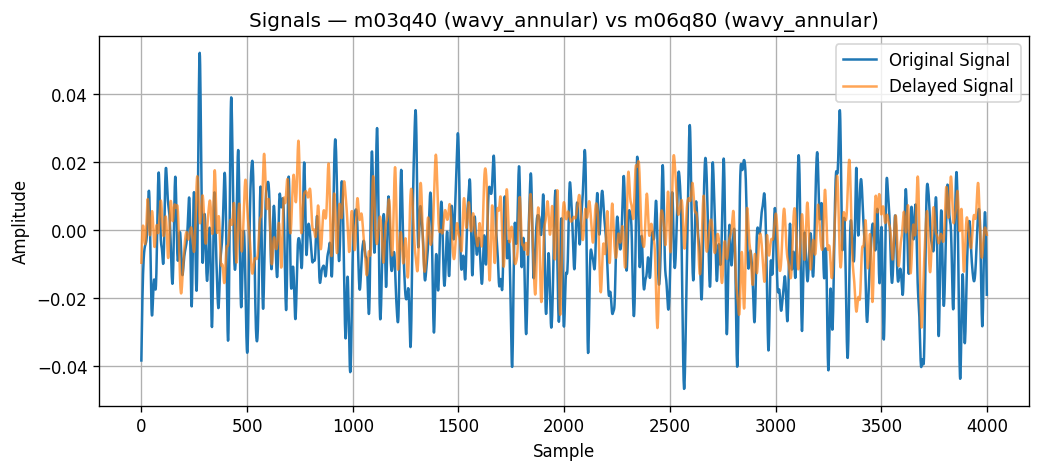 Signals — m03q40 (wavy_annular) vs m06q80 (wavy_annular)
Original Signal
Delayed Signal
Amplitude
0.04
0.02
0.00
−0.02
−0.04
0 500 1000 1500 2000 2500 3000 3500 4000
Sample